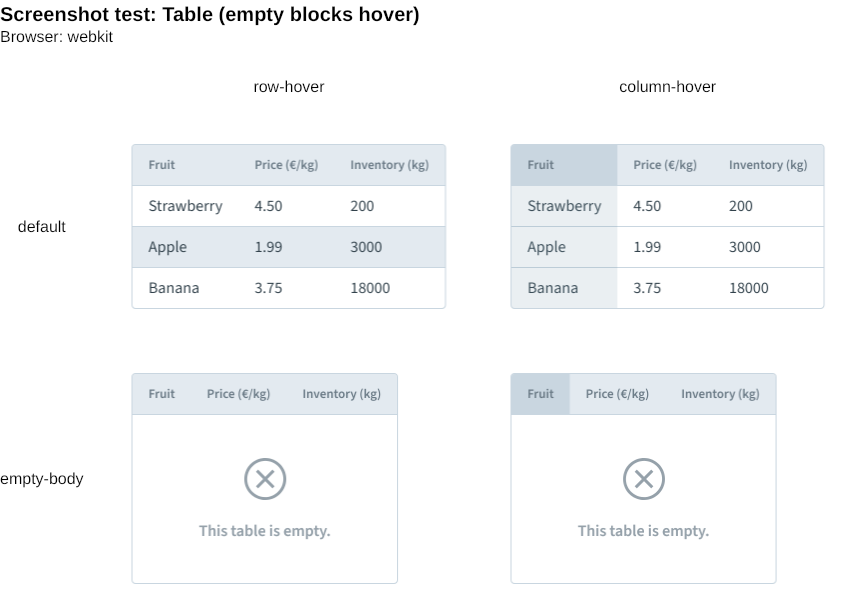 Screenshot test: Table (empty blocks hover)
Browser: webkit
row-hover
column-hover
default
Fruit Price (€/kg) Inventory (kg)
Strawberry 4.50 200
Apple 1.99 3000
Banana 3.75 18000
Fruit Price (€/kg) Inventory (kg)
Strawberry 4.50 200
Apple 1.99 3000
Banana 3.75 18000
empty-body
Fruit Price (€/kg) Inventory (kg)
This table is empty.
Fruit Price (€/kg) Inventory (kg)
This table is empty.